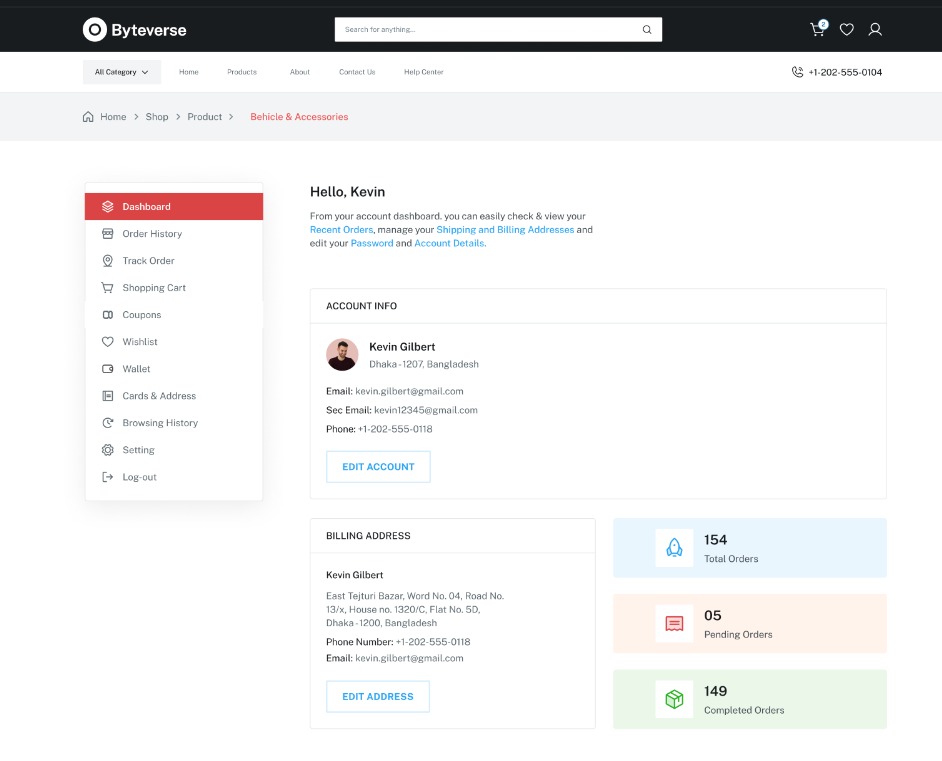 Byteverse
Search for anything...
2
All Category
Home
Products
About
Contact Us
Help Center
+1-202-555-0104
Home > Shop > Product > Behicle & Accessories
Dashboard
Order History
Track Order
Shopping Cart
Coupons
Wishlist
Wallet
Cards & Address
Browsing History
Setting
Log-out
Hello, Kevin
From your account dashboard. you can easily check & view your
Recent Orders, manage your Shipping and Billing Addresses and
edit your Password and Account Details.
ACCOUNT INFO
Kevin Gilbert
Dhaka - 1207, Bangladesh
Email: kevin.gilbert@gmail.com
Sec Email: kevin12345@gmail.com
Phone: +1-202-555-0118
EDIT ACCOUNT
BILLING ADDRESS
Kevin Gilbert
East Tejturi Bazar, Word No. 04, Road No.
13/x, House no. 1320/C, Flat No. 5D,
Dhaka - 1200, Bangladesh
Phone Number: +1-202-555-0118
Email: kevin.gilbert@gmail.com
EDIT ADDRESS
154
Total Orders
05
Pending Orders
149
Completed Orders